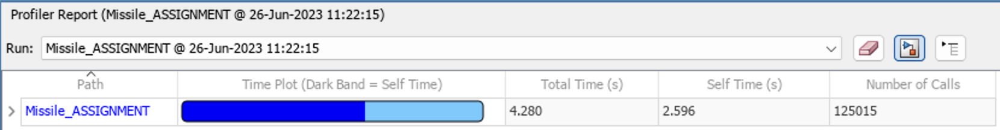 Profiler Report (Missile_ASSIGNMENT @ 26-Jun-2023 11:22:15)
Run: Missile_ASSIGNMENT @ 26-Jun-2023 11:22:15
Path Time Plot (Dark Band = Self Time) Total Time (s) Self Time (s) Number of Calls
Missile_ASSIGNMENT 4.280 2.596 125015